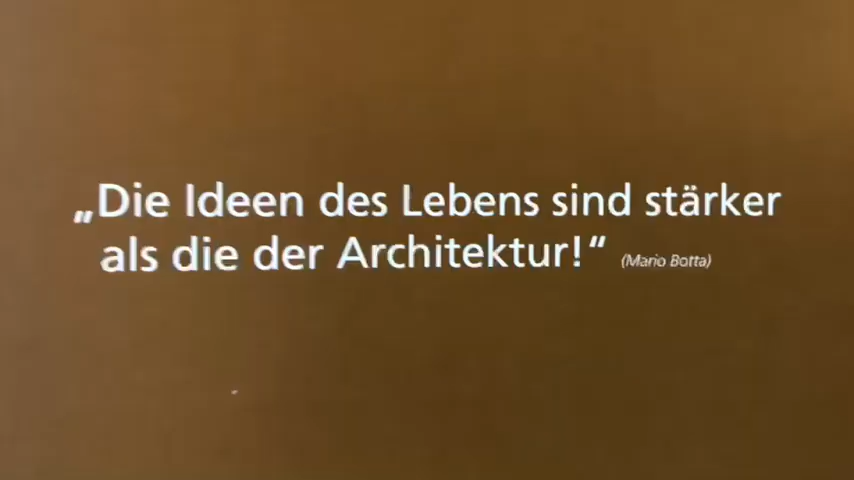 „Die Ideen des Lebens sind stärker
als die der Architektur!“ (Mario Botta)